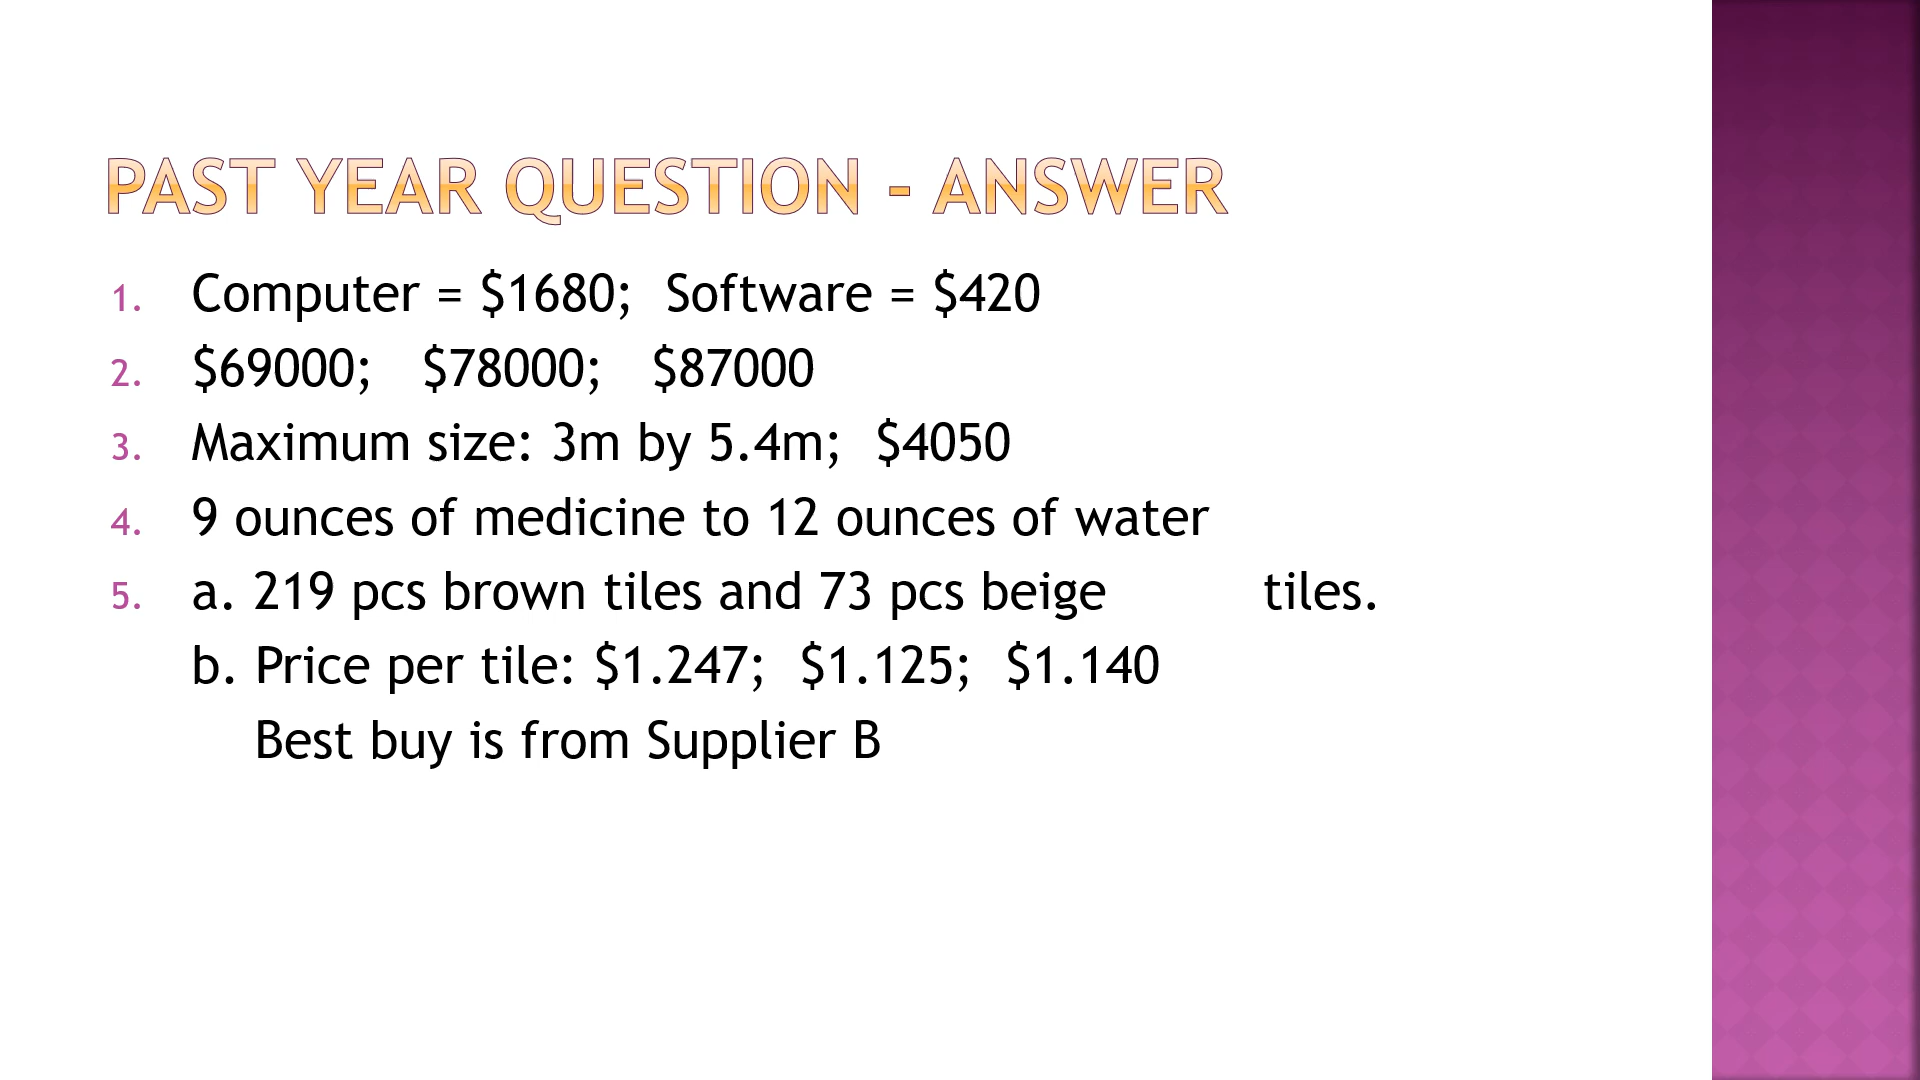 PAST YEAR QUESTION - ANSWER
1. Computer = $1680; Software = $420
2. $69000; $78000; $87000
3. Maximum size: 3m by 5.4m; $4050
4. 9 ounces of medicine to 12 ounces of water
5. a. 219 pcs brown tiles and 73 pcs beige tiles.
b. Price per tile: $1.247; $1.125; $1.140
Best buy is from Supplier B